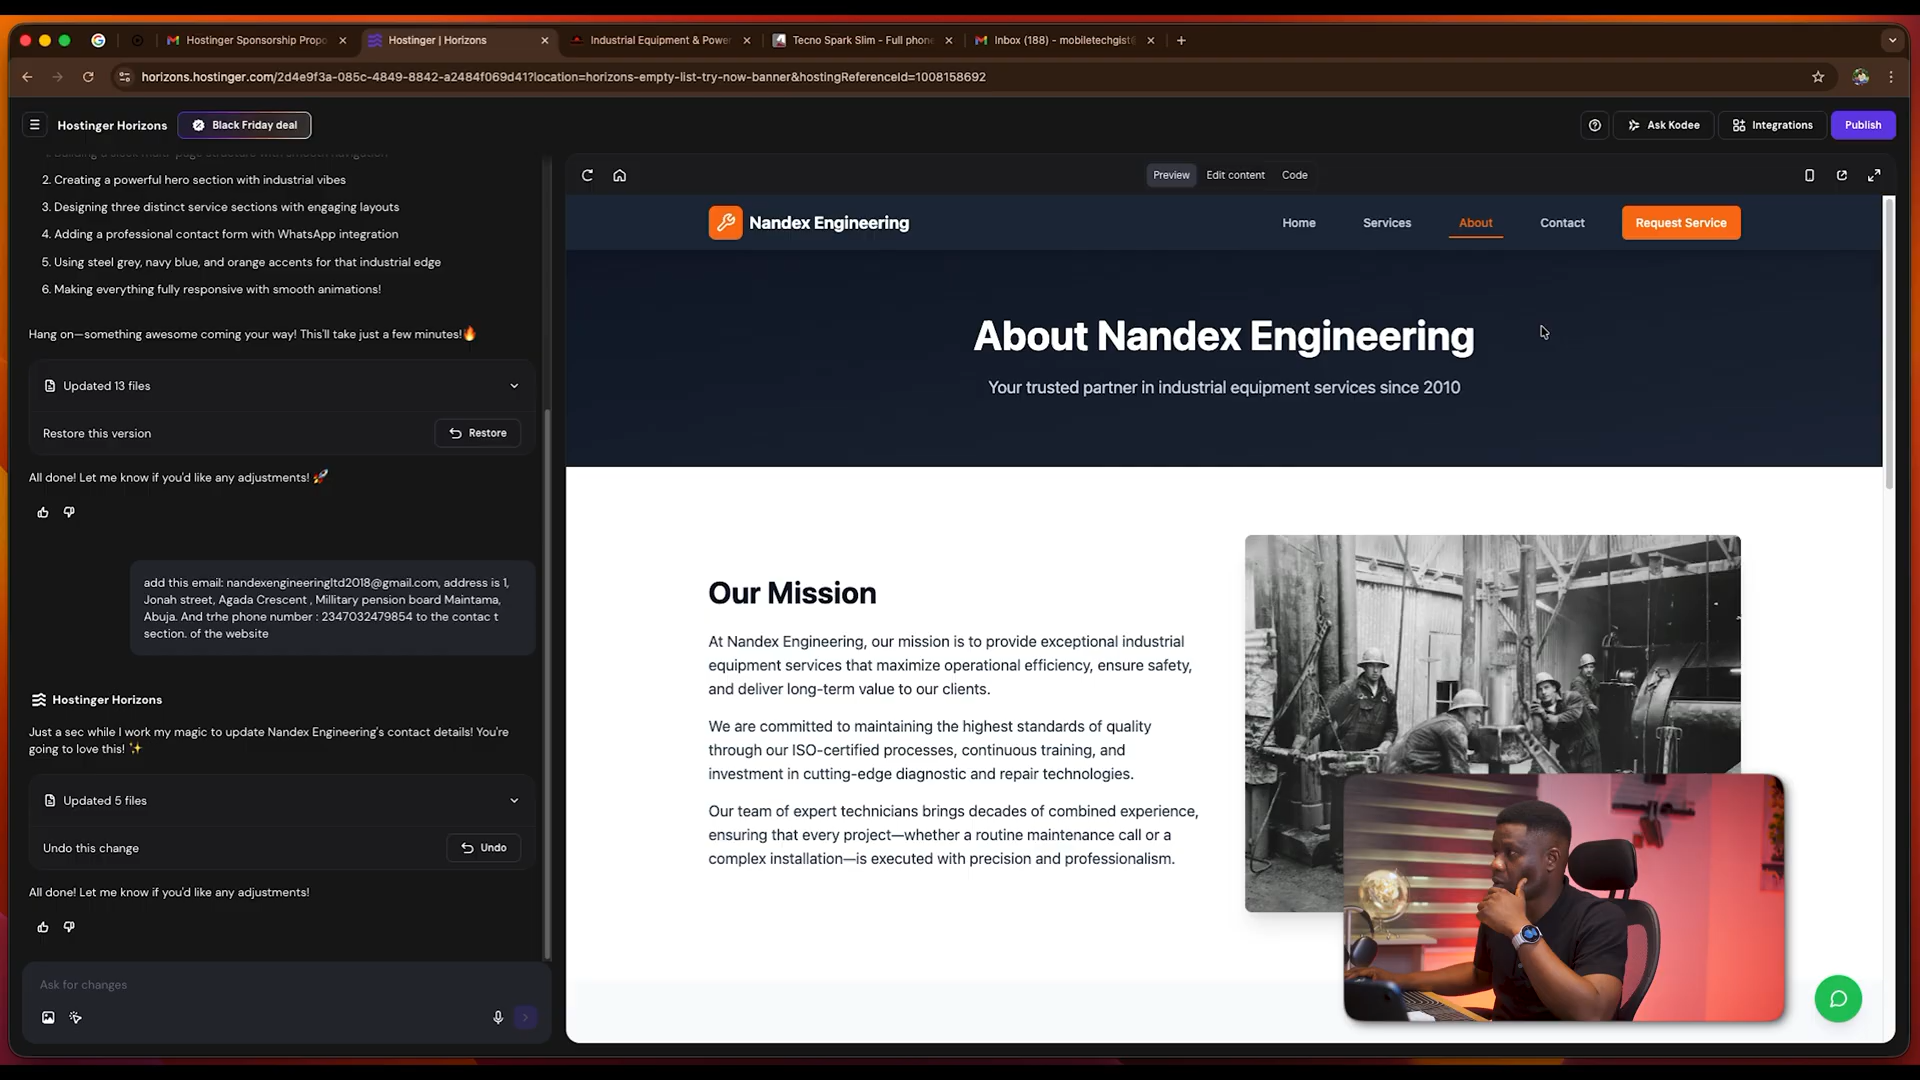 Hostinger Sponsorship Propo
Hostinger | Horizons
Industrial Equipment & Power
Tecno Spark Slim - Full phone
Inbox (188) - mobiletechgist
horizons.hostinger.com/2d4e9f3a-085c-4849-8842-a2484f069d41?location=horizons-empty-list-try-now-banner&hostingReferenceId=1008158692
Hostinger Horizons
Black Friday deal
Ask Kodee
Integrations
Publish
1. Building a sleek multi-page structure with smooth navigation
2. Creating a powerful hero section with industrial vibes
3. Designing three distinct service sections with engaging layouts
4. Adding a professional contact form with WhatsApp integration
5. Using steel grey, navy blue, and orange accents for that industrial edge
6. Making everything fully responsive with smooth animations!
Hang on—something awesome coming your way! This'll take just a few minutes!🔥
Updated 13 files
Restore this version
Restore
All done! Let me know if you'd like any adjustments! 🚀
add this email: nandexengineeringltd2018@gmail.com, address is 1,
Jonah street, Agada Crescent , Millitary pension board Maintama,
Abuja. And trhe phone number : 2347032479854 to the contac t
section. of the website
Hostinger Horizons
Just a sec while I work my magic to update Nandex Engineering's contact details! You're
going to love this! ✨
Updated 5 files
Undo this change
Undo
All done! Let me know if you'd like any adjustments!
Ask for changes
Preview
Edit content
Code
Nandex Engineering
Home
Services
About
Contact
Request Service
About Nandex Engineering
Your trusted partner in industrial equipment services since 2010
Our Mission
At Nandex Engineering, our mission is to provide exceptional industrial
equipment services that maximize operational efficiency, ensure safety,
and deliver long-term value to our clients.
We are committed to maintaining the highest standards of quality
through our ISO-certified processes, continuous training, and
investment in cutting-edge diagnostic and repair technologies.
Our team of expert technicians brings decades of combined experience,
ensuring that every project—whether a routine maintenance call or a
complex installation—is executed with precision and professionalism.